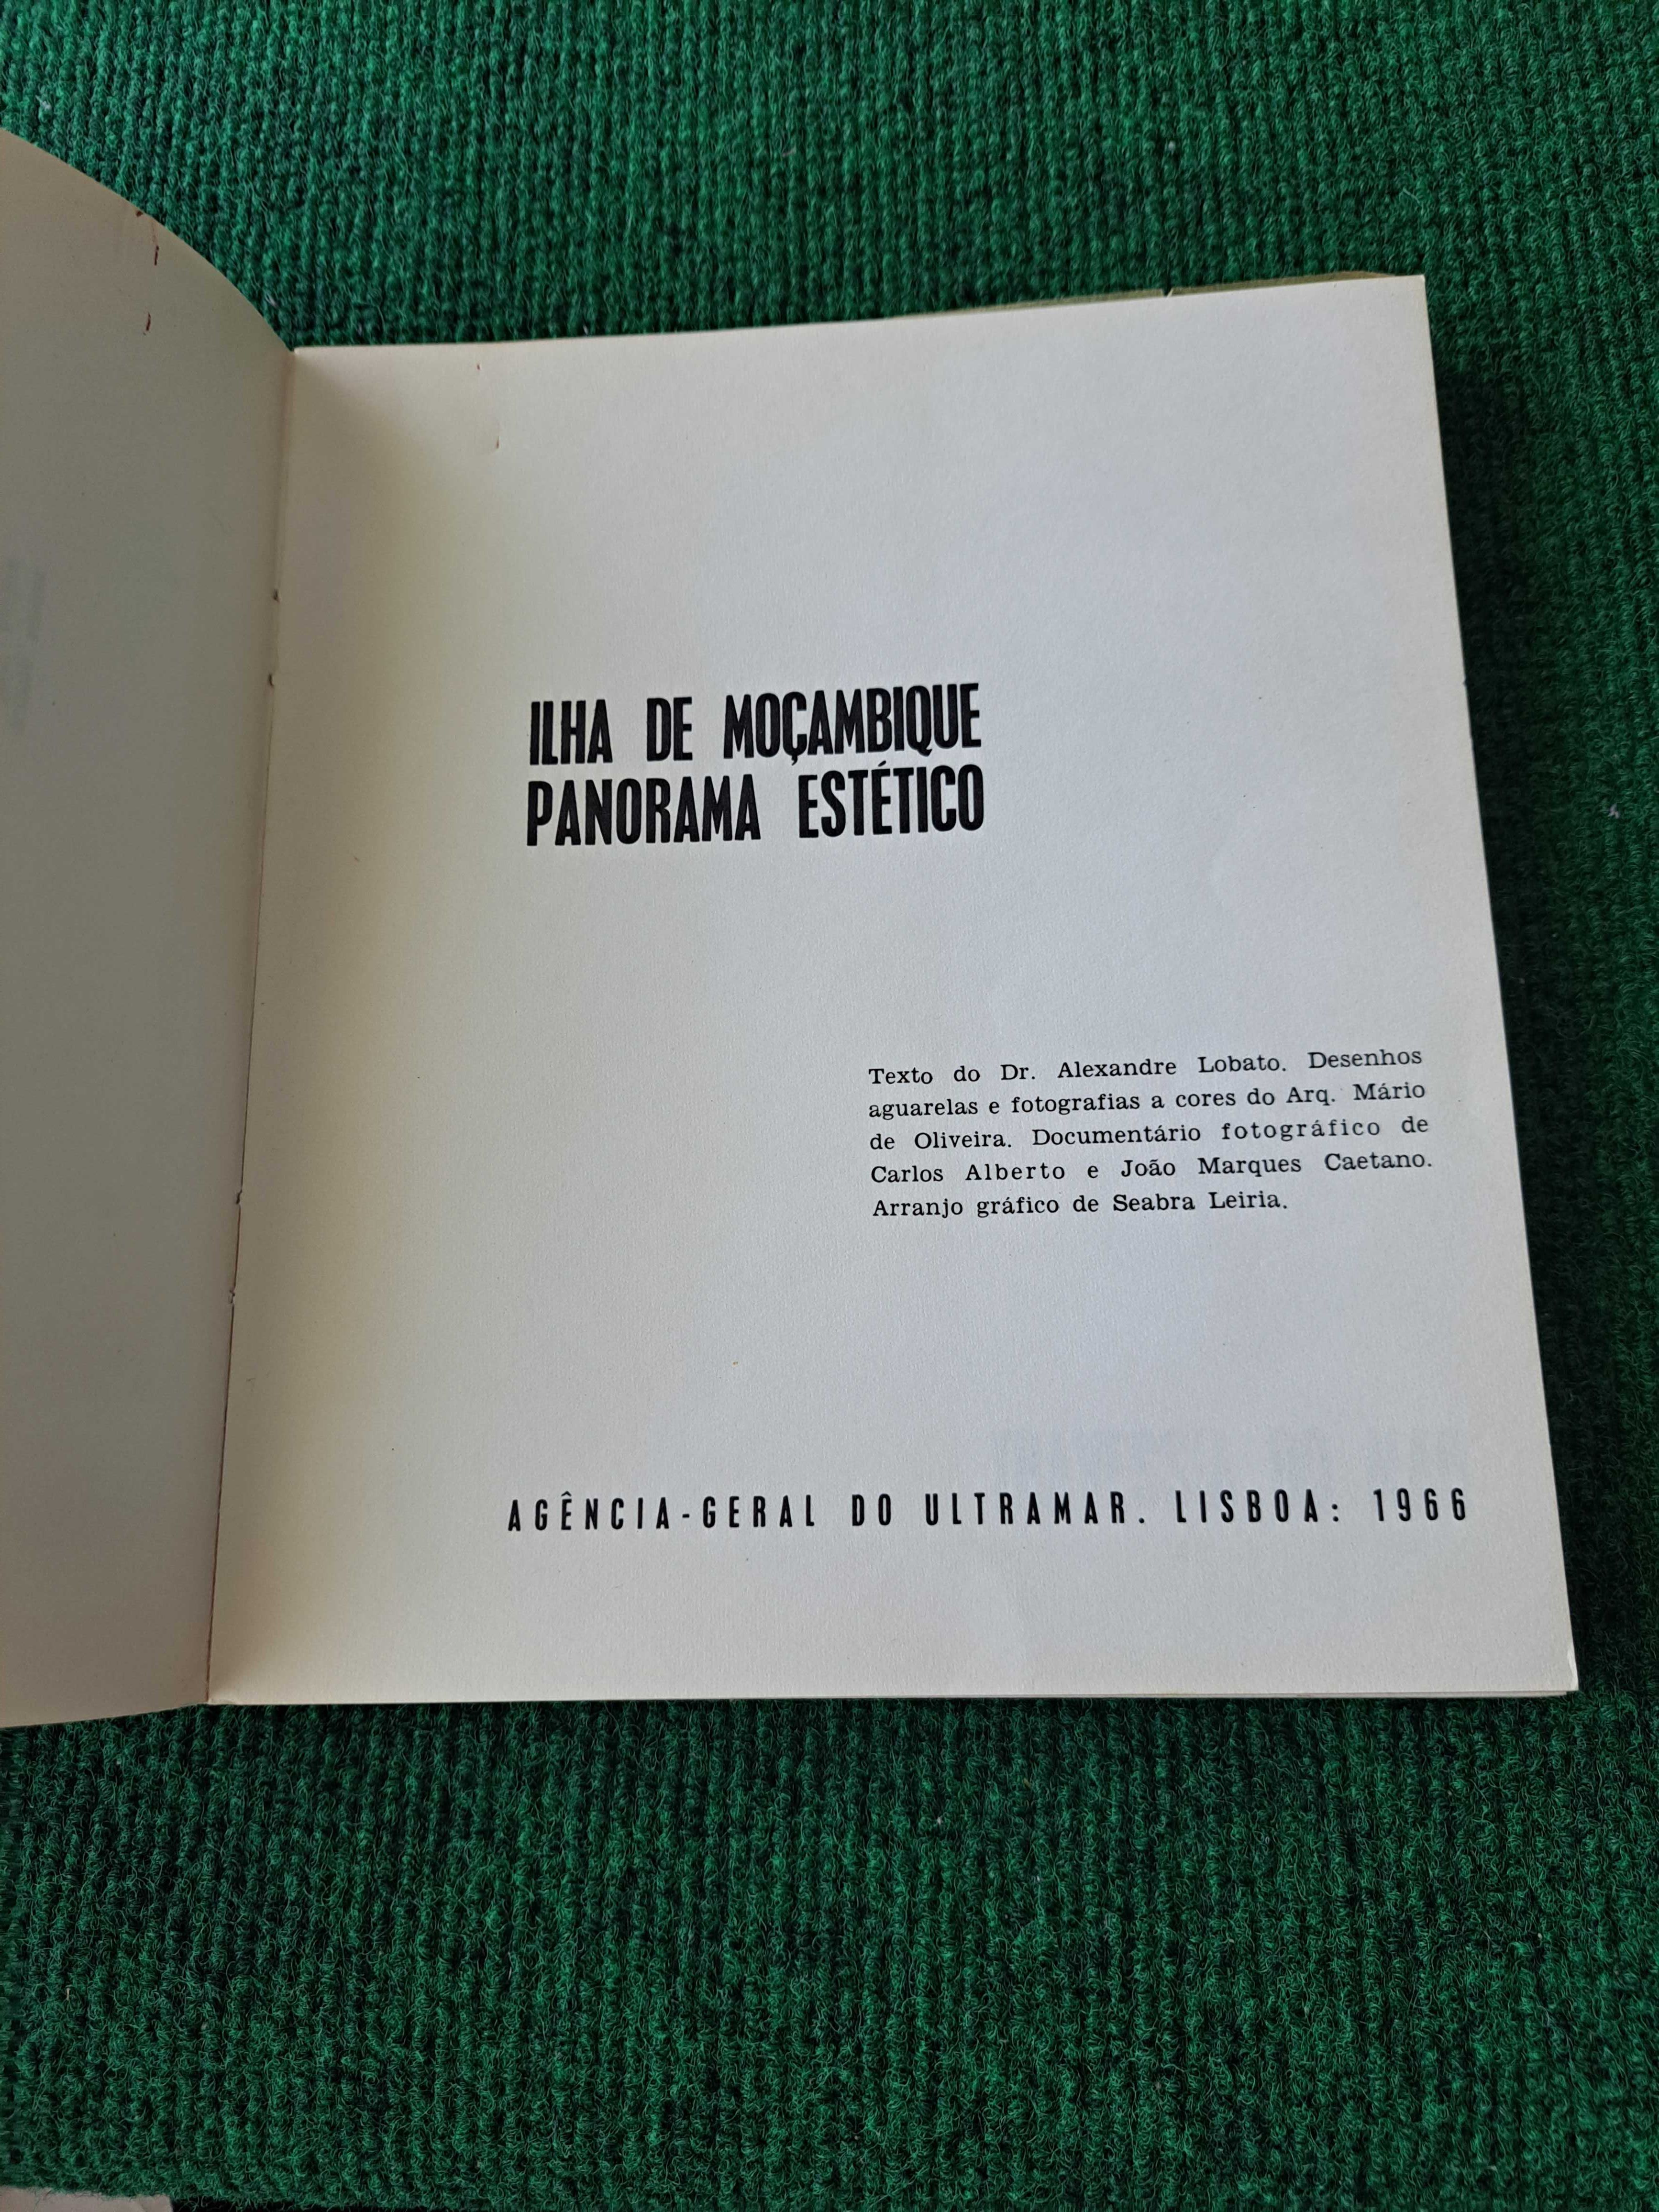 ILHA DE MOÇAMBIQUE
PANORAMA ESTÉTICO
Texto do Dr. Alexandre Lobato. Desenhos
aguarelas e fotografias a cores do Arq. Mário
de Oliveira. Documentário fotográfico de
Carlos Alberto e João Marques Caetano.
Arranjo gráfico de Seabra Leiria.
AGÊNCIA-GERAL DO ULTRAMAR. LISBOA: 1966